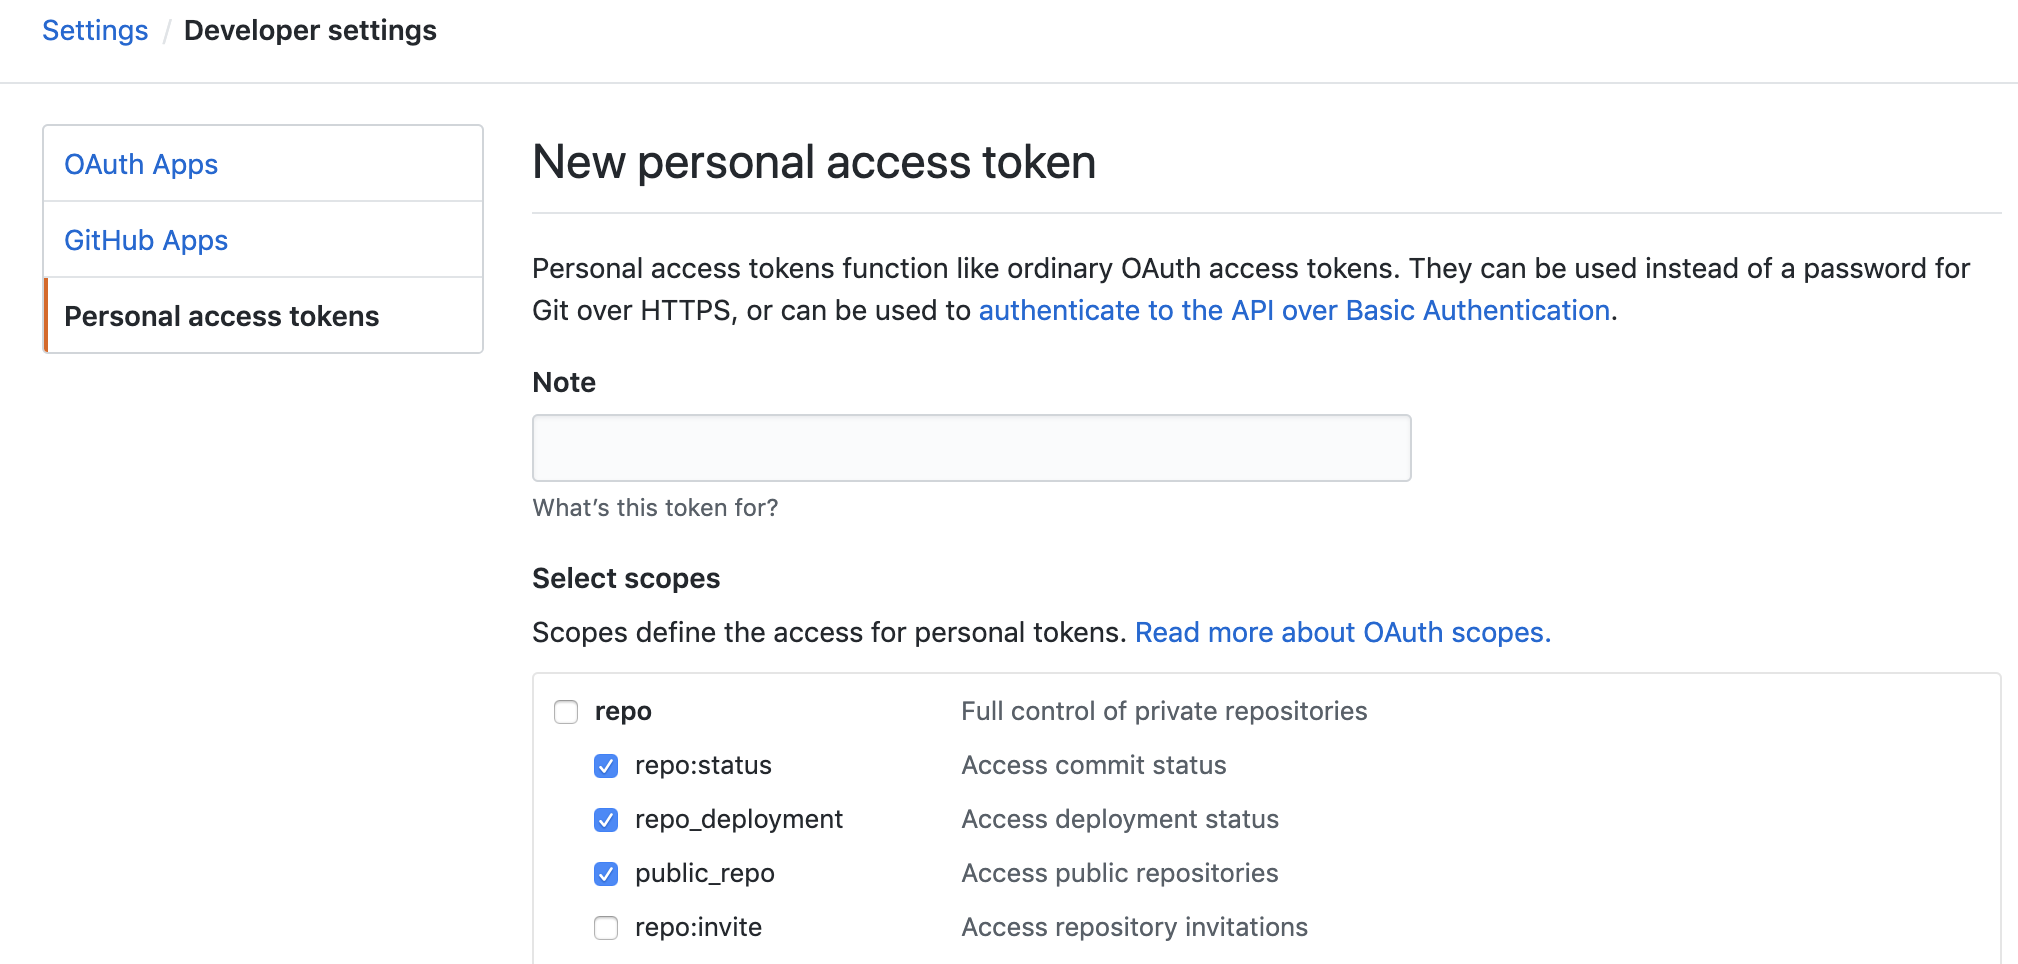 Settings / Developer settings
OAuth Apps
GitHub Apps
Personal access tokens
New personal access token
Personal access tokens function like ordinary OAuth access tokens. They can be used instead of a password for
Git over HTTPS, or can be used to authenticate to the API over Basic Authentication.
Note
What’s this token for?
Select scopes
Scopes define the access for personal tokens. Read more about OAuth scopes.
repo Full control of private repositories
repo:status Access commit status
repo_deployment Access deployment status
public_repo Access public repositories
repo:invite Access repository invitations